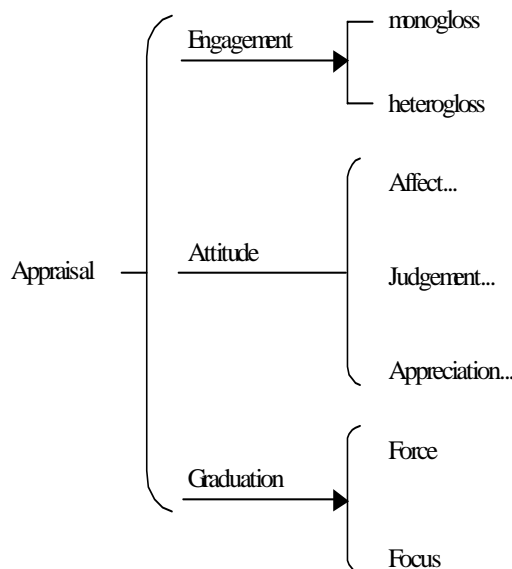 monogloss
Engagement
heterogloss
Affect...
Attitude
Appraisal
Judgement...
Appreciation...
Force
Graduation
Focus